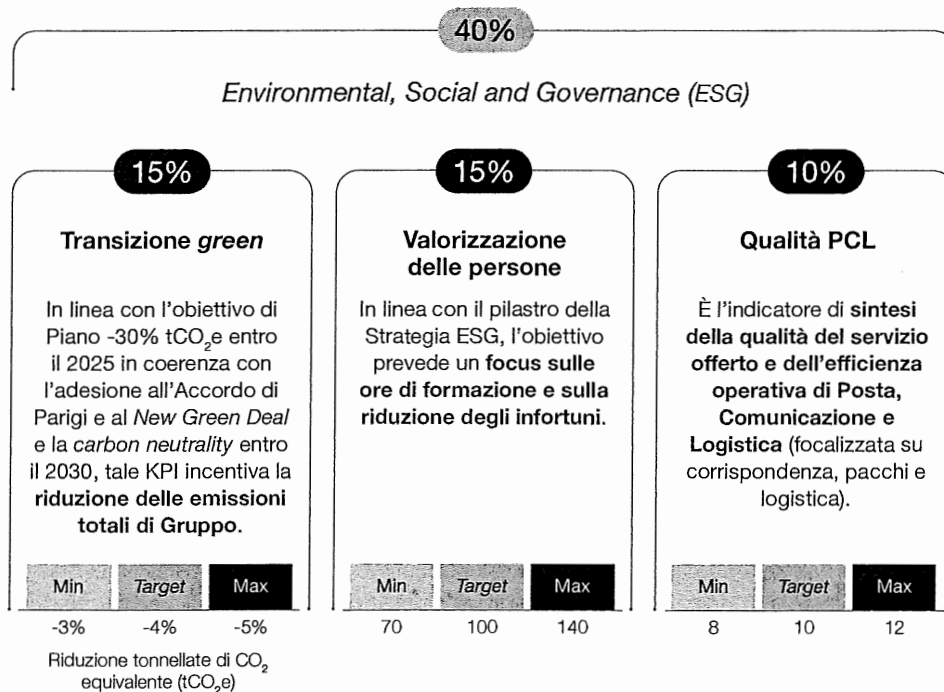 40%
Environmental, Social and Governance (ESG)
15%
Transizione green
In linea con l'obiettivo di
Piano -30% tCO₂e entro
il 2025 in coerenza con
l'adesione all'Accordo di
Parigi e al New Green Deal
e la carbon neutrality entro
il 2030, tale KPI incentiva la
riduzione delle emissioni
totali di Gruppo.
Min Target Max
-3% -4% -5%
Riduzione tonnellate di CO₂
equivalente (tCO₂e)
15%
Valorizzazione
delle persone
In linea con il pilastro della
Strategia ESG, l'obiettivo
prevede un focus sulle
ore di formazione e sulla
riduzione degli infortuni.
Min Target Max
70 100 140
10%
Qualità PCL
È l'indicatore di sintesi
della qualità del servizio
offerto e dell'efficienza
operativa di Posta,
Comunicazione e
Logistica (focalizzata su
corrispondenza, pacchi e
logistica).
Min Target Max
8 10 12